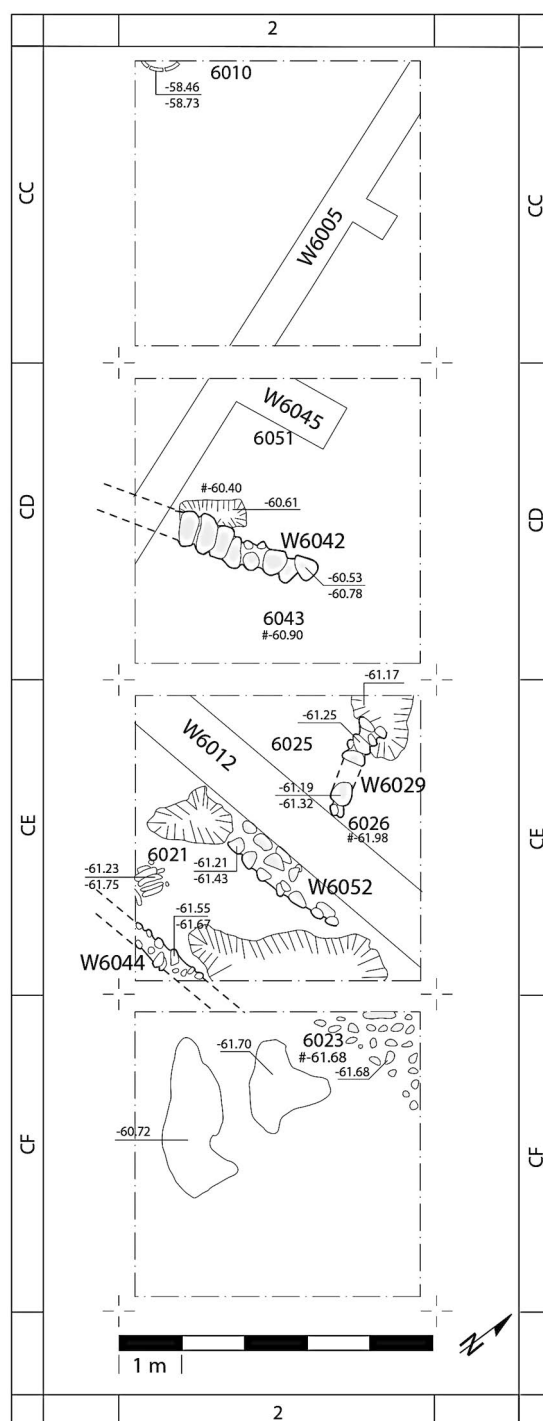 2
CC
CC
6010
-58.46
-58.73
W6005
CD
CD
W6045
6051
#-60.40
-60.61
W6042
-60.53
-60.78
6043
#-60.90
CE
CE
-61.17
-61.25
6025
W6012
-61.19
-61.32
W6029
6026
#-61.98
6021
-61.23
-61.75
-61.21
-61.43
W6052
-61.55
-61.67
W6044
CF
CF
6023
#-61.68
-61.70
-61.68
-60.72
1 m
N
2